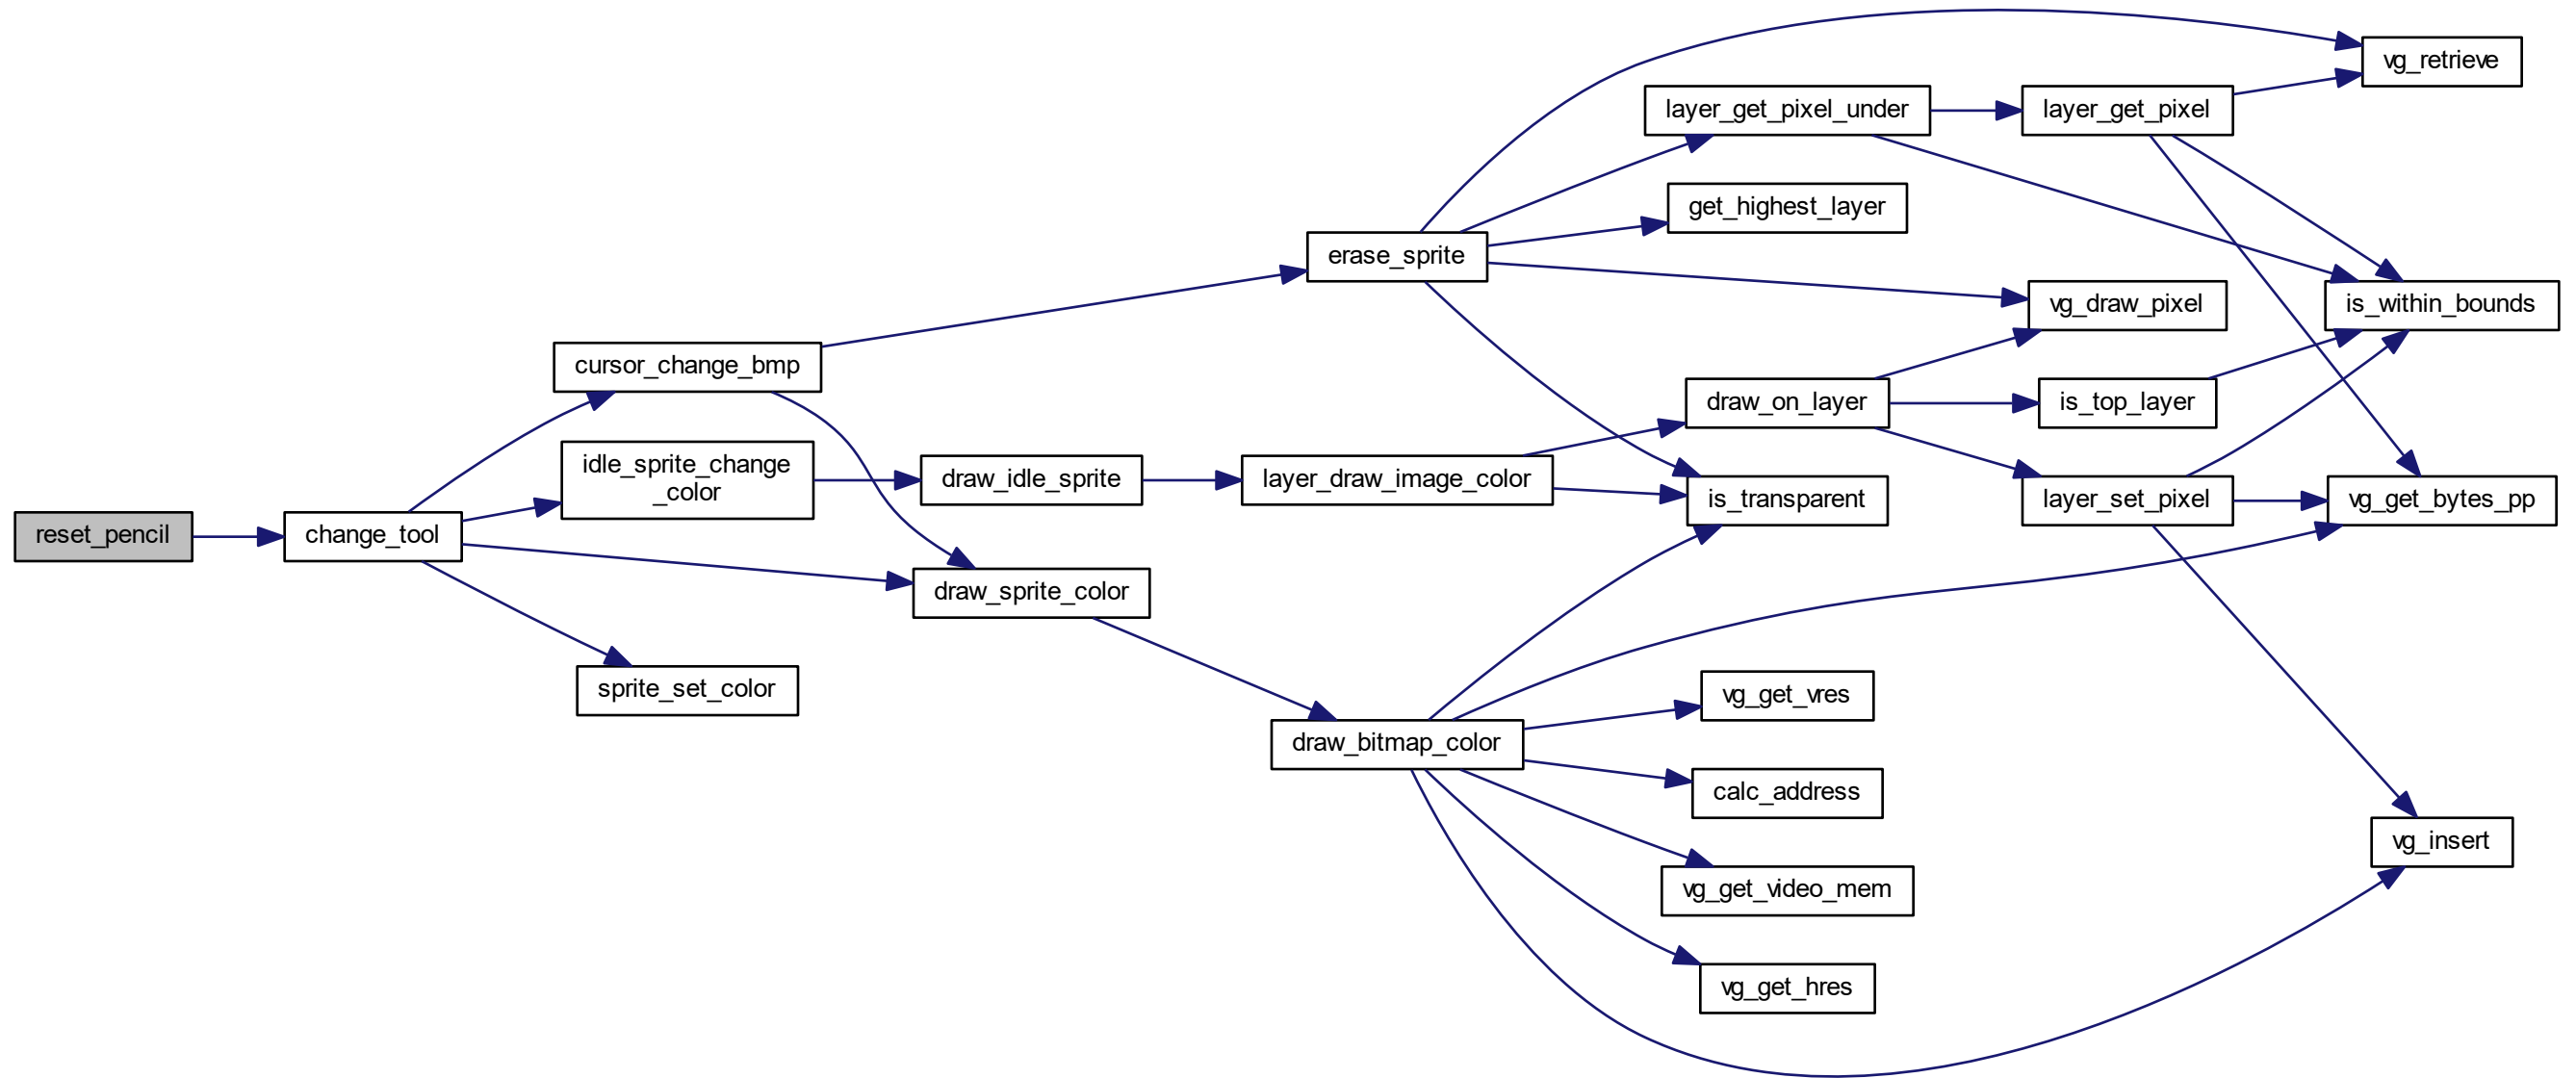 reset_pencil
change_tool
cursor_change_bmp
idle_sprite_change
_color
sprite_set_color
draw_idle_sprite
draw_sprite_color
erase_sprite
layer_draw_image_color
draw_bitmap_color
layer_get_pixel_under
get_highest_layer
draw_on_layer
is_transparent
vg_get_vres
calc_address
vg_get_video_mem
vg_get_hres
layer_get_pixel
vg_draw_pixel
is_top_layer
layer_set_pixel
vg_retrieve
is_within_bounds
vg_get_bytes_pp
vg_insert